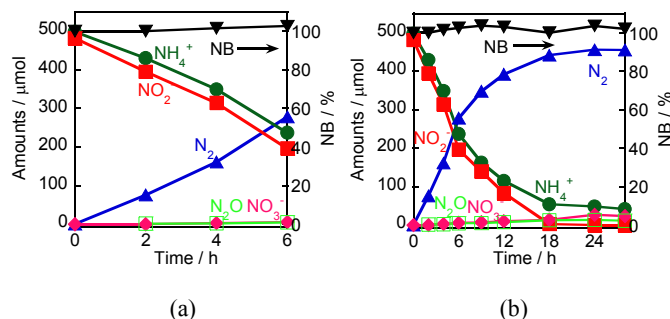 500
400
300
200
100
0
Amounts / µmol
NB
NH₄⁺
NO₂
N₂
N₂O NO₃⁻
100
80
60
40
20
0
NB / %
0 2 4 6
Time / h
(a)
500
400
300
200
100
0
Amounts / µmol
NB
N₂
NO₂⁻
NH₄⁺
N₂O
NO₃⁻
100
80
60
40
20
0
NB / %
0 6 12 18 24
Time / h
(b)